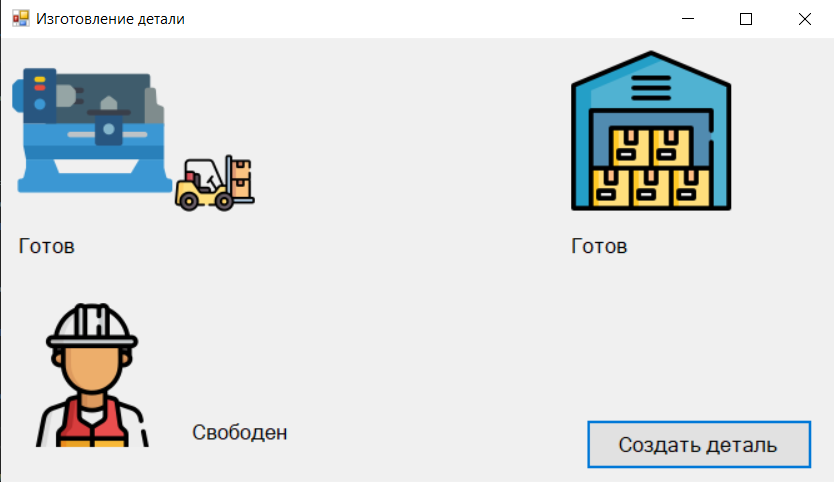 Изготовление детали
Готов
Готов
Свободен
Создать деталь